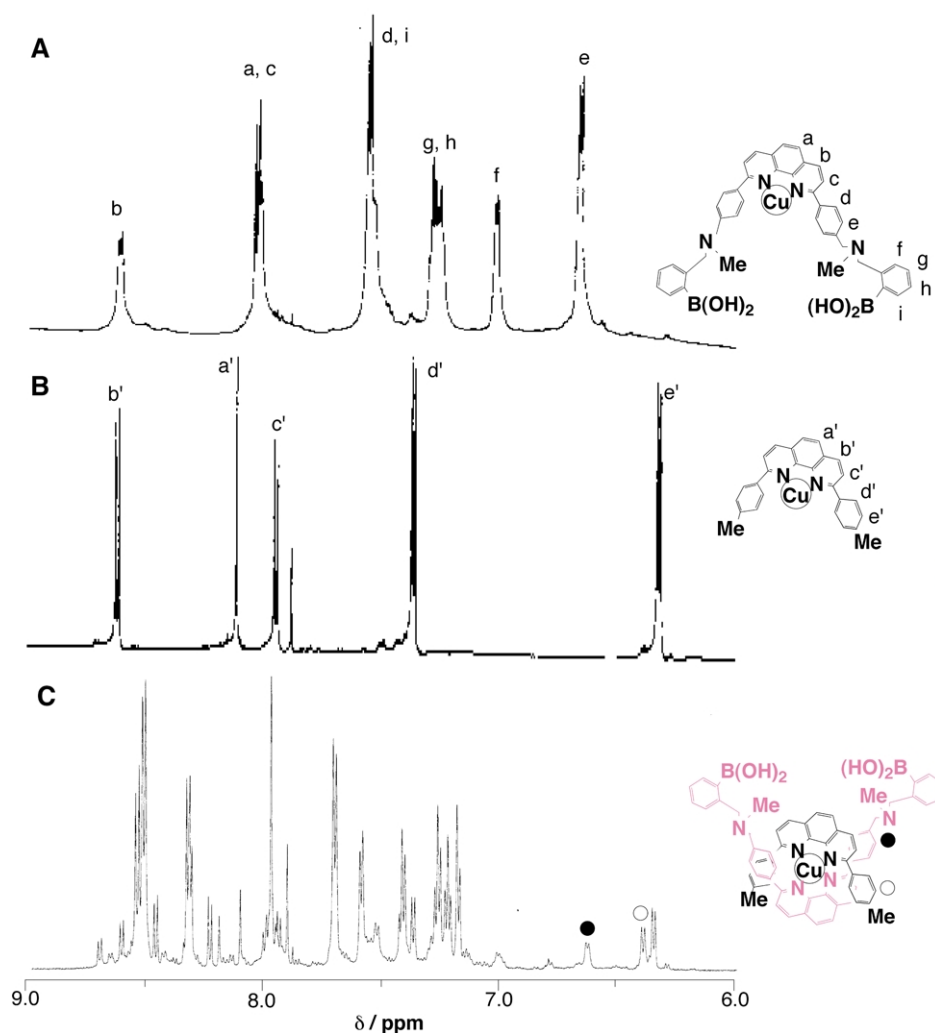 A
b
a, c
d, i
g, h
f
e
a
b
c
N
N
Cu
d
e
N
Me
B(OH)2
N
Me
(HO)2B
f
g
h
i
B
b'
a'
c'
d'
e'
a'
b'
c'
N
N
Cu
d'
e'
Me
Me
C
B(OH)2
(HO)2B
Me
N
Me
N
N
N
Cu
N
N
Me
Me
9.0
8.0
7.0
6.0
δ / ppm